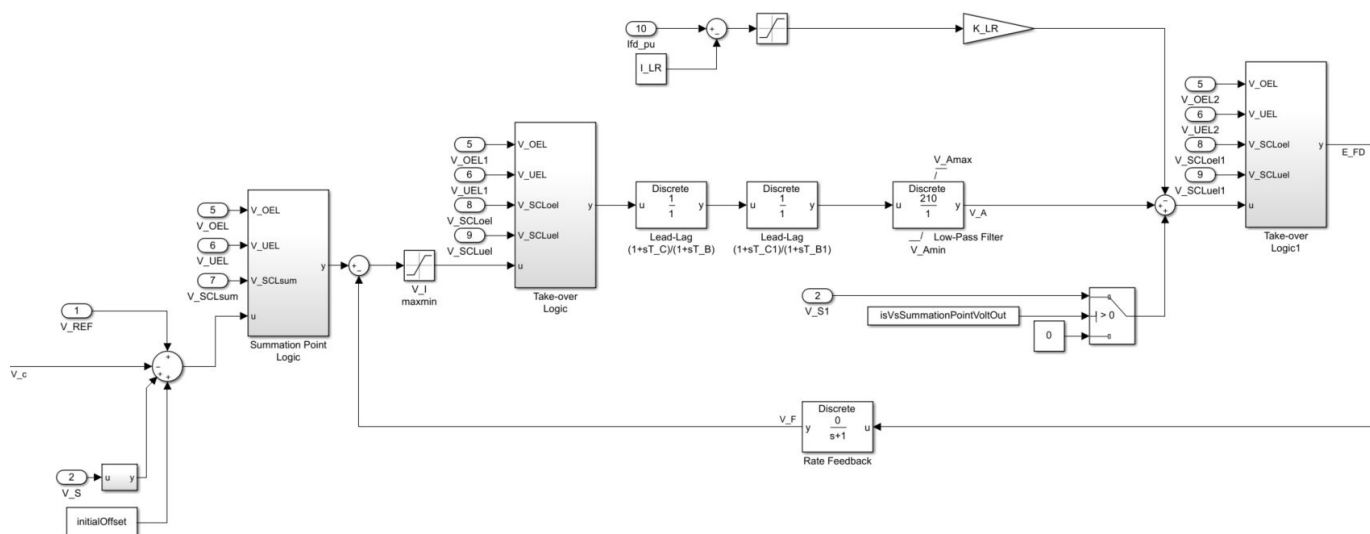 10
Ifd_pu
+
-
I_LR
K_LR
5
V_OEL2
V_OEL
6
V_UEL2
V_UEL
8
V_SCLoel1
V_SCLoel
9
V_SCLuel1
V_SCLuel
u
y
E_FD
Take-over
Logic1
5
V_OEL1
V_OEL
6
V_UEL1
V_UEL
8
V_SCLoel
V_SCLoel
9
V_SCLuel
V_SCLuel
u
y
Take-over
Logic
Discrete
u
1
1
y
Lead-Lag
(1+sT_C)/(1+sT_B)
Discrete
u
1
1
y
Lead-Lag
(1+sT_C1)/(1+sT_B1)
V_Amax
Discrete
u
210
1
y
V_A
Low-Pass Filter
V_Amin
-
+
+
5
V_OEL
V_OEL
6
V_UEL
V_UEL
7
V_SCLsum
V_SCLsum
u
y
Summation Point
Logic
+
-
V_I
maxmin
1
V_REF
V_c
+
-
+
+
2
V_S
u
y
initialOffset
2
V_S1
isVsSummationPointVoltOut
> 0
0
V_F
Discrete
y
0
s+1
u
Rate Feedback